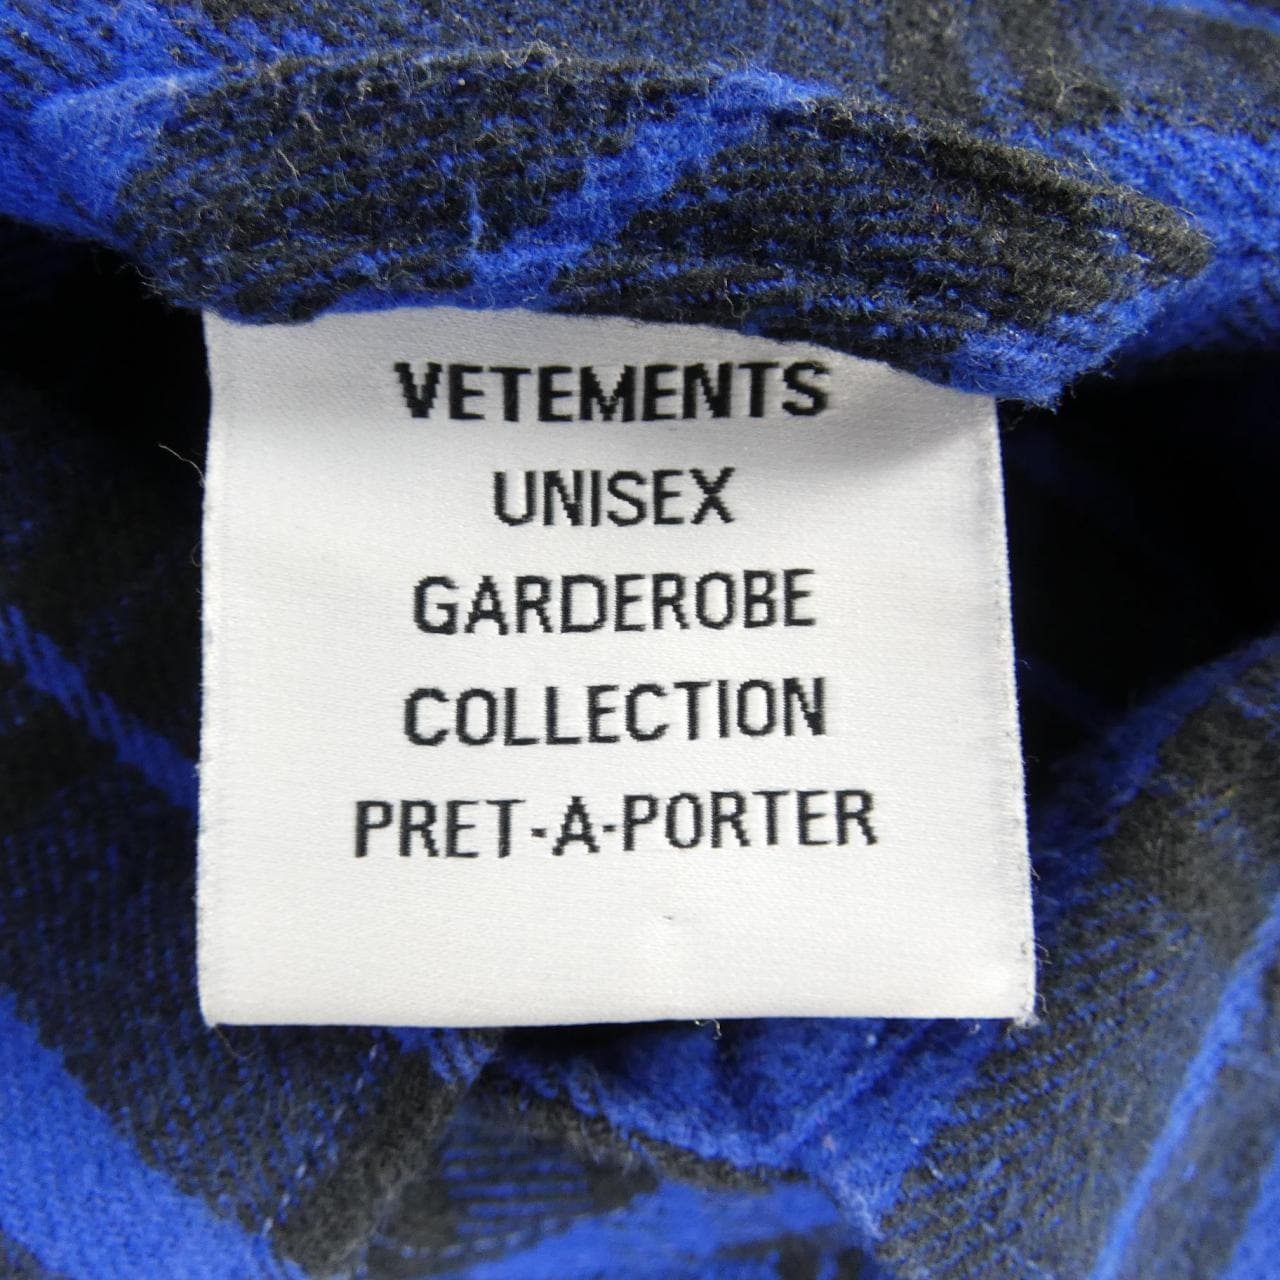 VETEMENTS
UNISEX
GARDEROBE
COLLECTION
PRET-A-PORTER